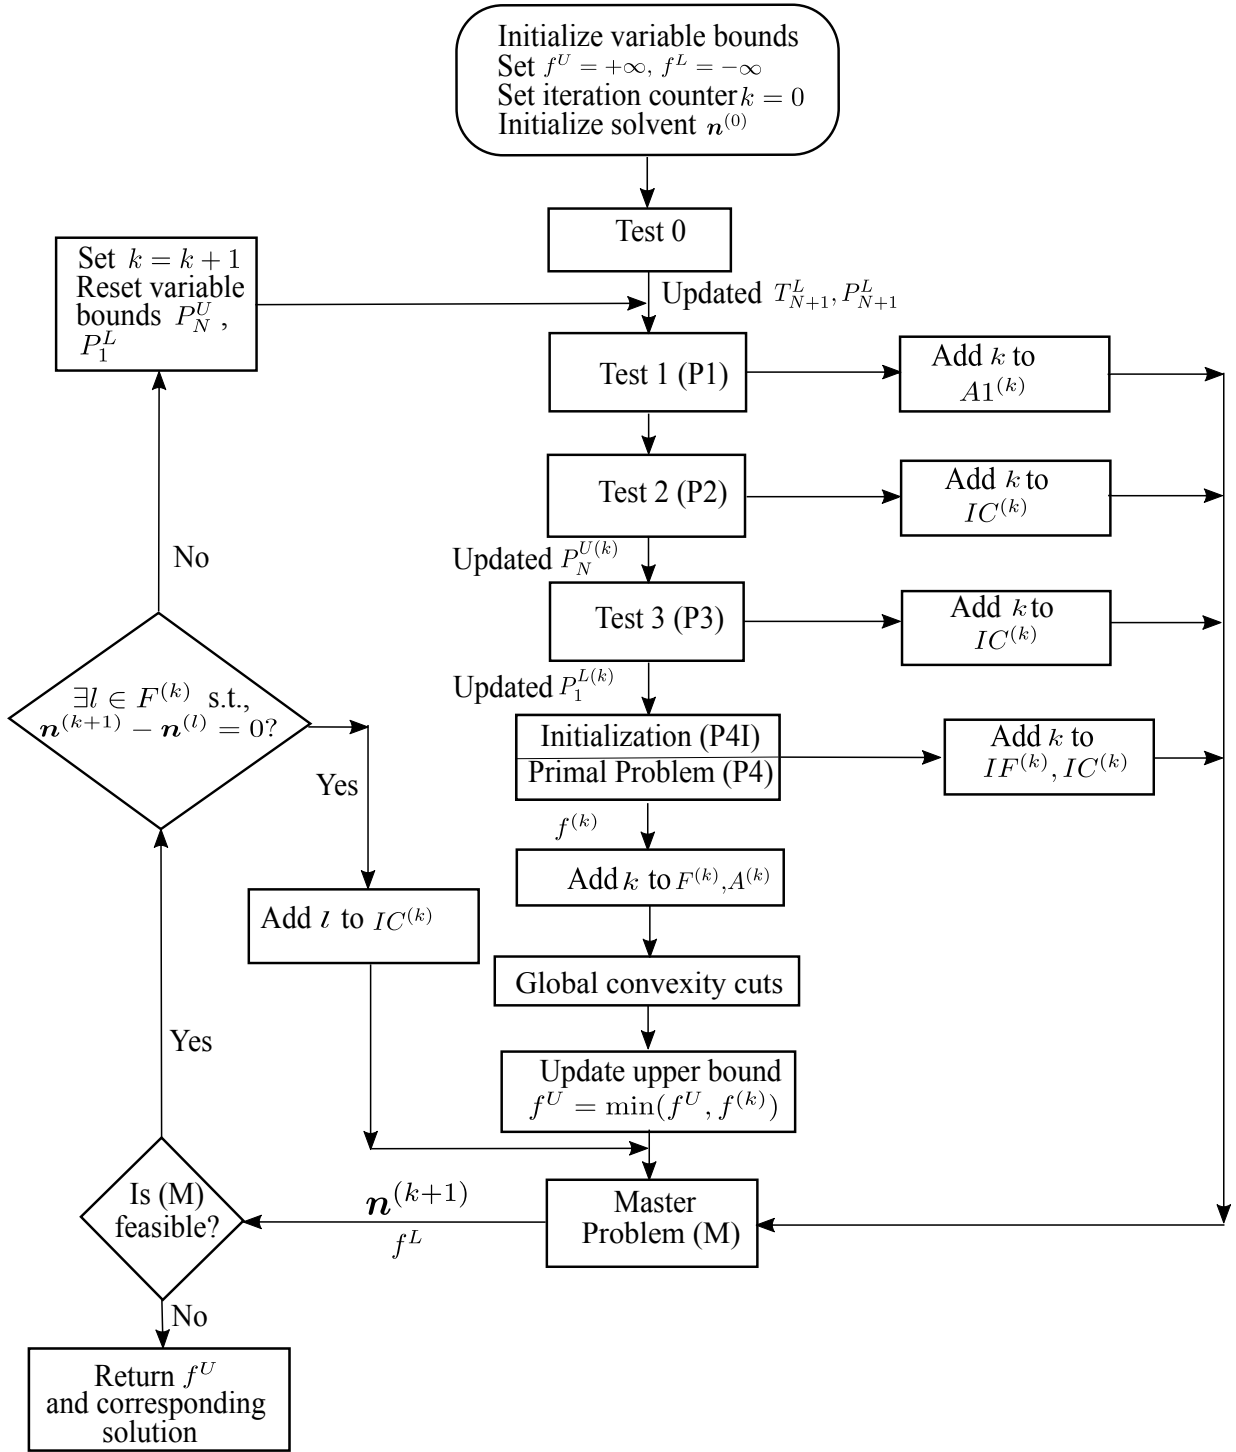 Initialize variable bounds
Set f^U = +∞, f^L = −∞
Set iteration counter k = 0
Initialize solvent n^(0)
Test 0
Set k = k + 1
Reset variable
bounds P_N^U ,
P_1^L
Updated T_{N+1}^L, P_{N+1}^L
Test 1 (P1)
Add k to
A1^(k)
Test 2 (P2)
Add k to
IC^(k)
No
Updated P_N^{U(k)}
Test 3 (P3)
Add k to
IC^(k)
Updated P_1^{L(k)}
∃l ∈ F^(k) s.t.,
n^(k+1) − n^(l) = 0?
Yes
Initialization (P4I)
Primal Problem (P4)
Add k to
IF^(k), IC^(k)
f^(k)
Add k to F^(k), A^(k)
Add l to IC^(k)
Global convexity cuts
Yes
Update upper bound
f^U = min(f^U, f^(k))
Is (M)
feasible?
n^(k+1)
f^L
Master
Problem (M)
No
Return f^U
and corresponding
solution